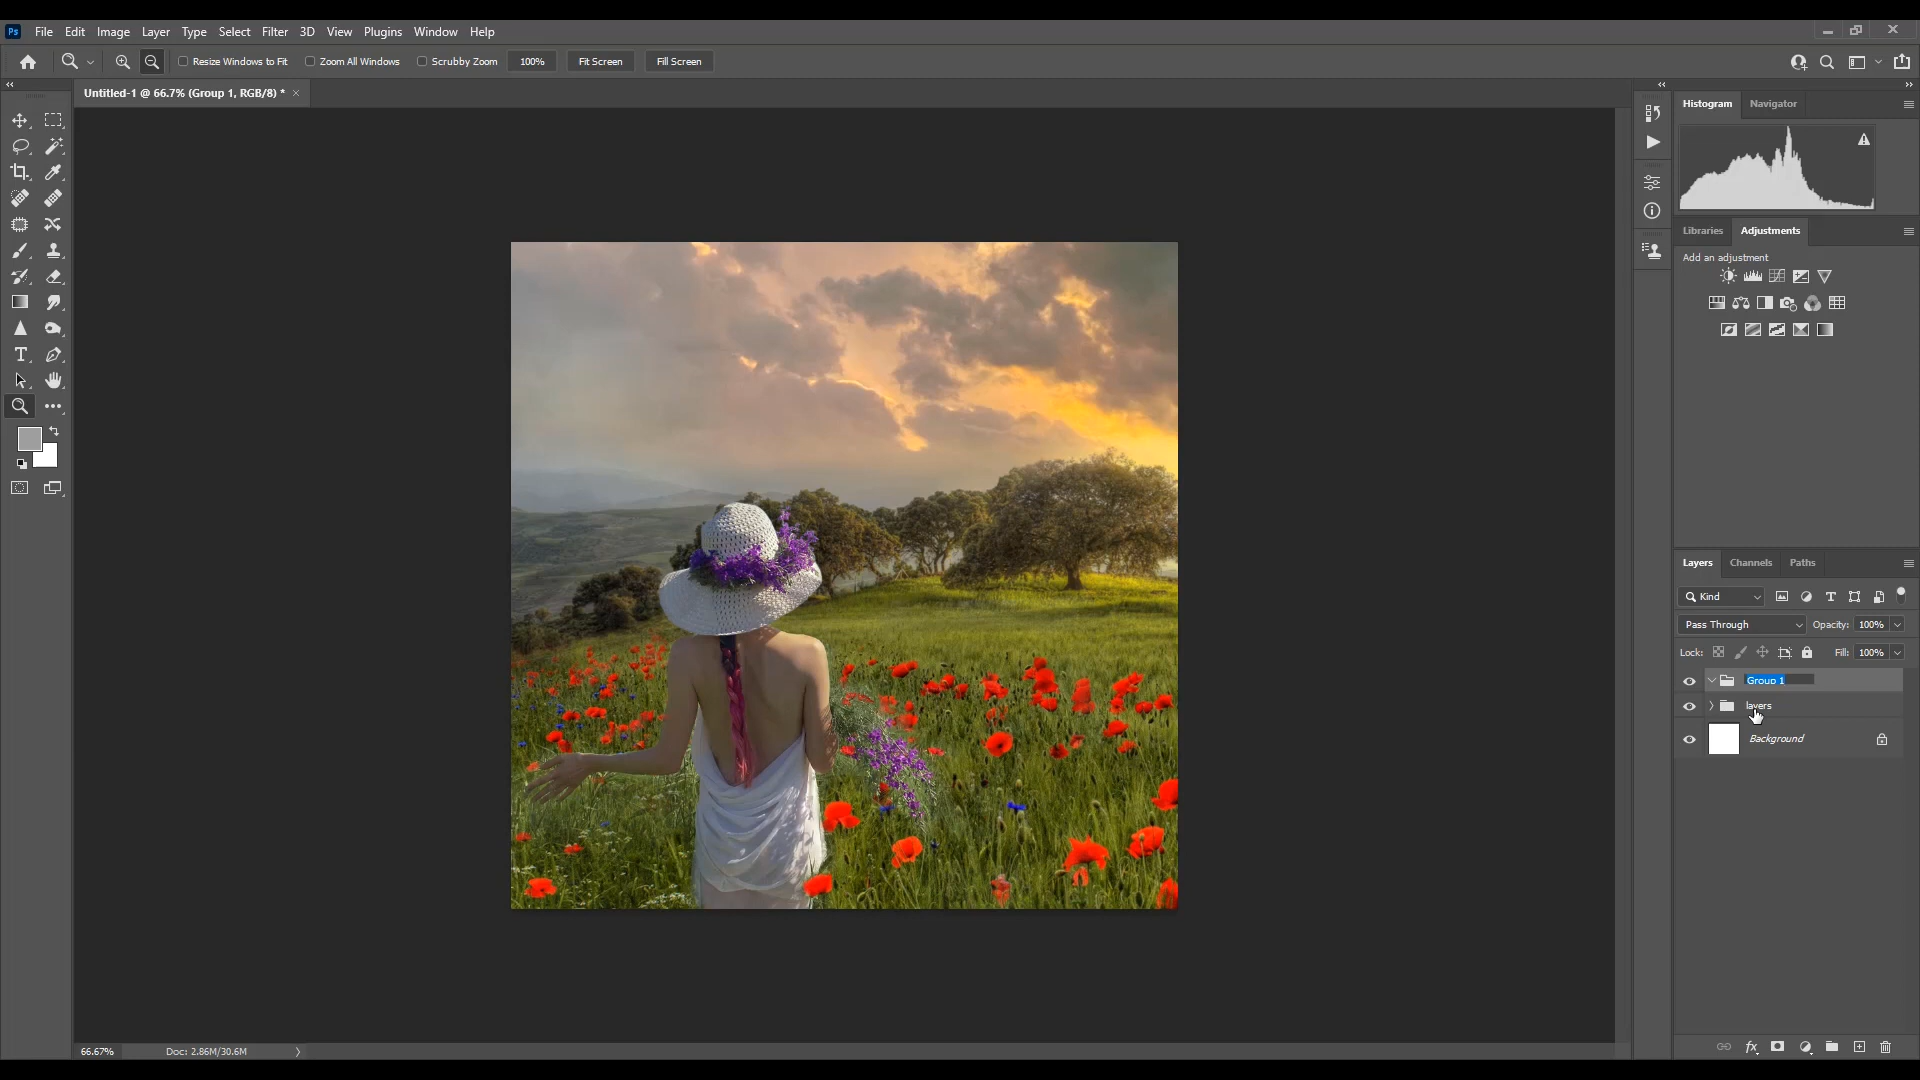 Ps File Edit Image Layer Type Select Filter 3D View Plugins Window Help
Resize Windows to Fit Zoom All Windows Scrubby Zoom 100% Fit Screen Fill Screen
Untitled-1 @ 66.7% (Group 1, RGB/8) * ×
Histogram Navigator
Libraries Adjustments
Add an adjustment
Layers Channels Paths
Kind
Pass Through Opacity: 100%
Lock: Fill: 100%
Group 1
layers
Background
66.67% Doc: 2.86M/30.6M